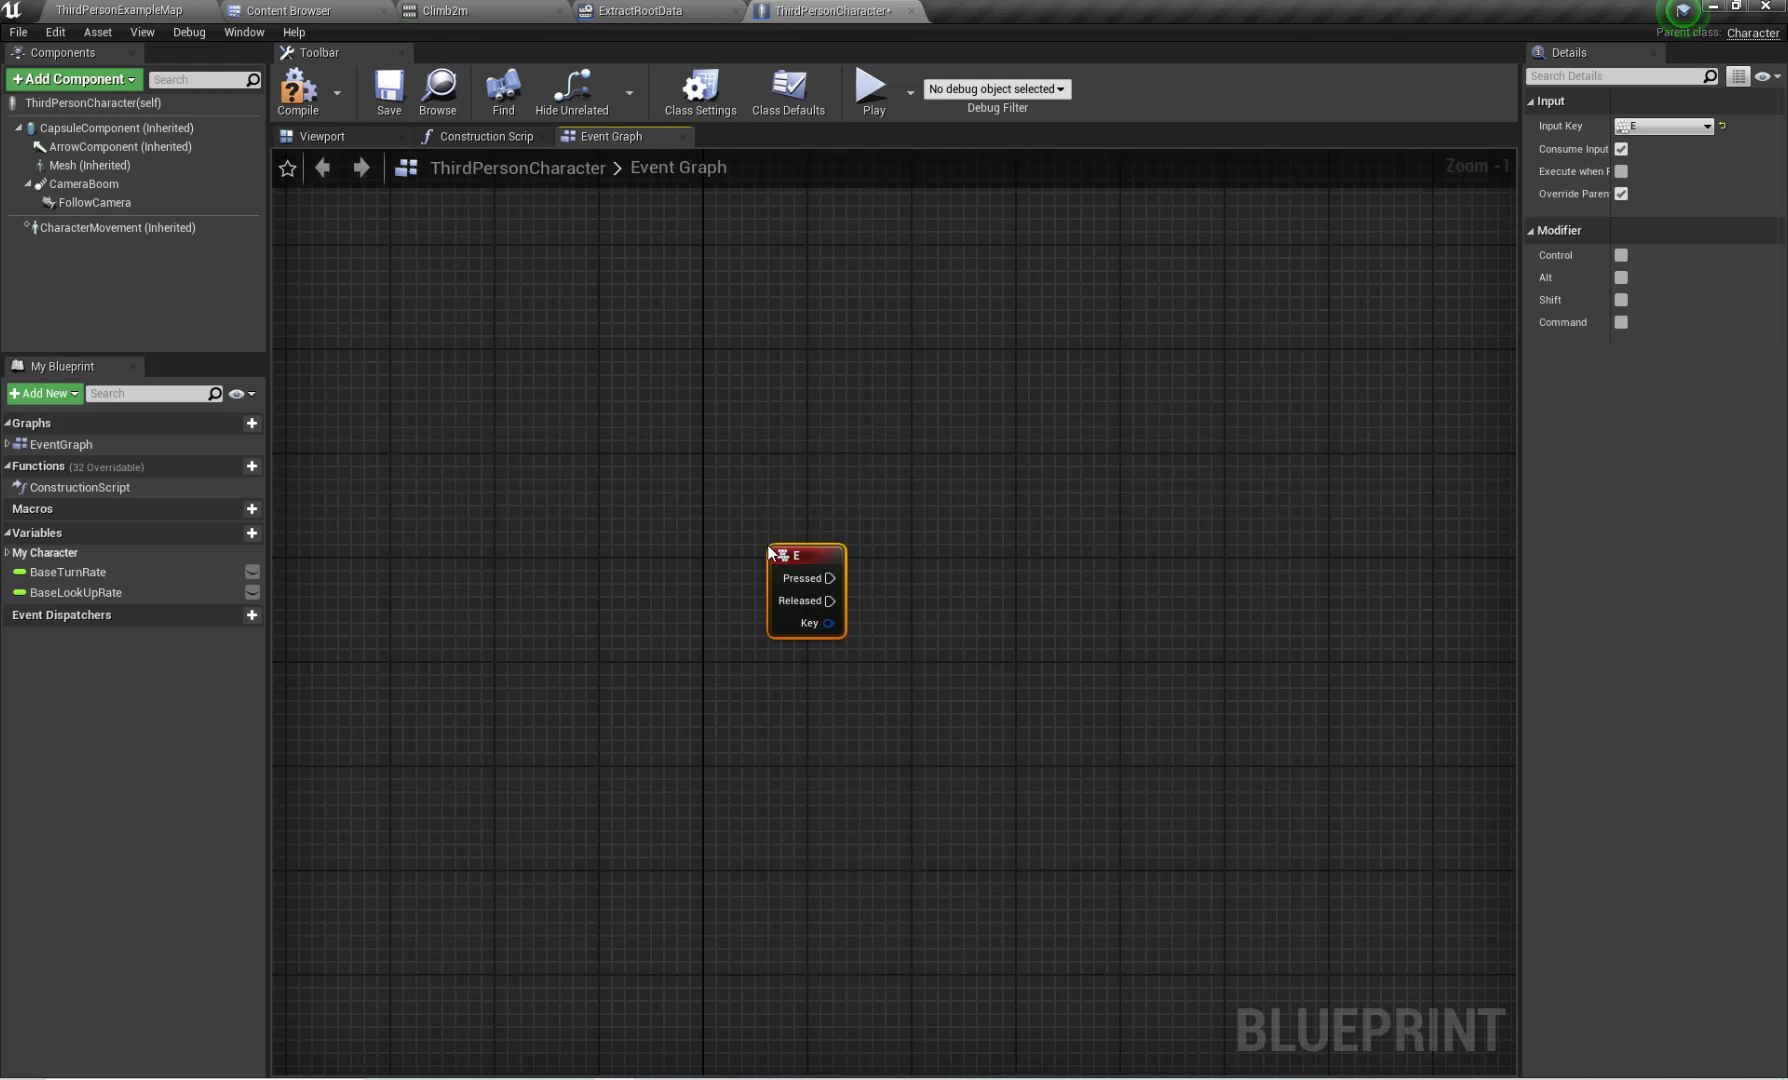 ThirdPersonExampleMap
Content Browser
Climb2m
ExtractRootData
ThirdPersonCharacter*
File Edit Asset View Debug Window Help
Parent class: Character
Components
+Add Component
Search
ThirdPersonCharacter(self)
CapsuleComponent (Inherited)
ArrowComponent (Inherited)
Mesh (Inherited)
CameraBoom
FollowCamera
CharacterMovement (Inherited)
My Blueprint
+Add New
Search
Graphs
EventGraph
Functions (32 Overridable)
ConstructionScript
Macros
Variables
My Character
BaseTurnRate
BaseLookUpRate
Event Dispatchers
Toolbar
Compile
Save
Browse
Find
Hide Unrelated
Class Settings
Class Defaults
Play
No debug object selected
Debug Filter
Viewport
Construction Scrip
Event Graph
ThirdPersonCharacter > Event Graph
Zoom -1
E
Pressed
Released
Key
BLUEPRINT
Details
Search Details
Input
Input Key E
Consume Input
Execute when P
Override Paren
Modifier
Control
Alt
Shift
Command